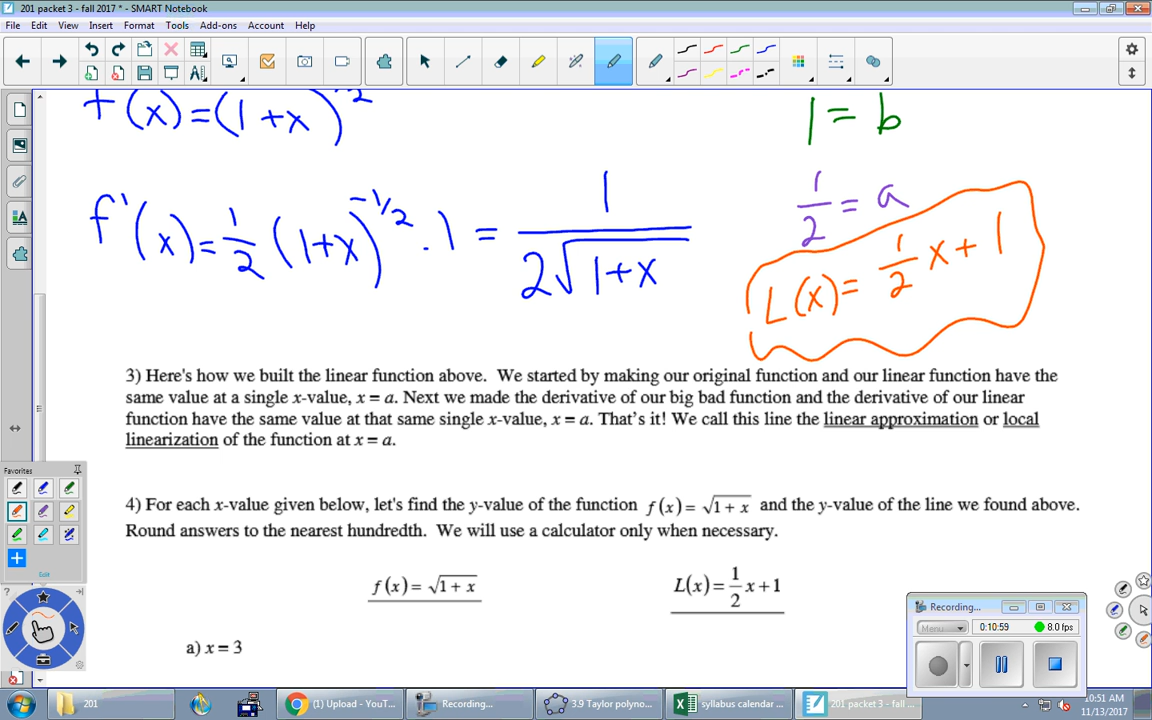 201 packet 3 - fall 2017 * - SMART Notebook
File Edit View Insert Format Tools Add-ons Account Help
f(x)=(1+x)^1/2
1=b
f'(x)=1/2(1+x)^-1/2 · 1 = 1/(2√(1+x))
1/2=a
L(x)=1/2x+1
3) Here's how we built the linear function above. We started by making our original function and our linear function have the
same value at a single x-value, x = a. Next we made the derivative of our big bad function and the derivative of our linear
function have the same value at that same single x-value, x = a. That's it! We call this line the linear approximation or local
linearization of the function at x = a.
Favorites
Edit
4) For each x-value given below, let's find the y-value of the function f(x) = √(1 + x) and the y-value of the line we found above.
Round answers to the nearest hundredth. We will use a calculator only when necessary.
f(x) = √(1 + x)
L(x) = 1/2 x + 1
a) x = 3
Recording...
Menu
0:10:59
8.0 fps
201
(1) Upload - YouT...
Recording...
3.9 Taylor polyno...
syllabus calendar ...
201 packet 3 - fal...
10:51 AM
11/13/2017